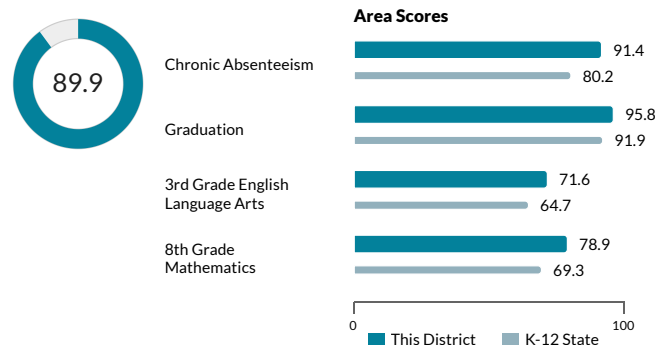 Area Scores
89.9
Chronic Absenteeism
91.4
80.2
Graduation
95.8
91.9
3rd Grade English
Language Arts
71.6
64.7
8th Grade
Mathematics
78.9
69.3
0
100
This District
K-12 State